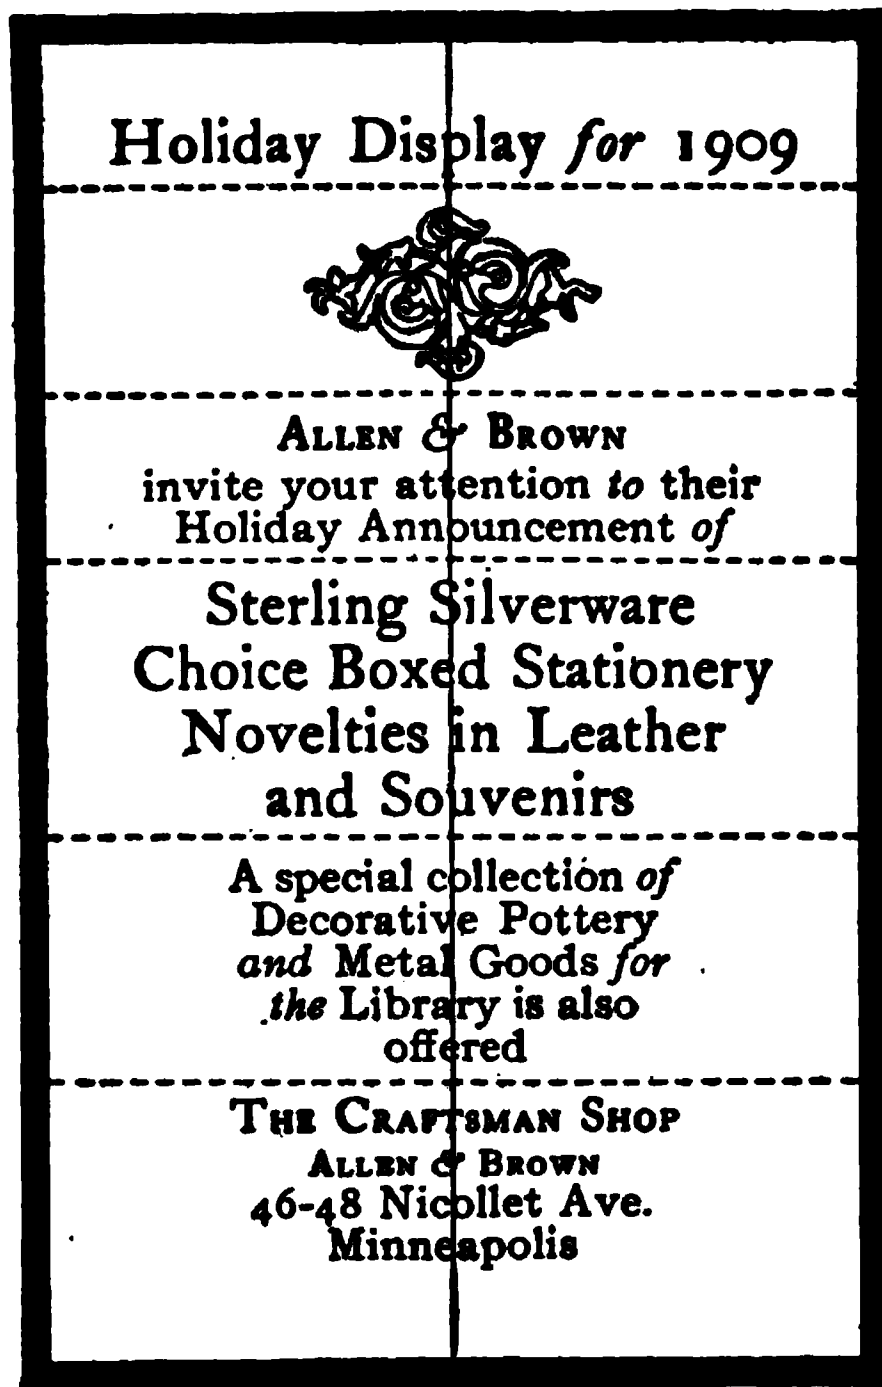 Holiday Display for 1909
ALLEN & BROWN
invite your attention to their
Holiday Announcement of
Sterling Silverware
Choice Boxed Stationery
Novelties in Leather
and Souvenirs
A special collection of
Decorative Pottery
and Metal Goods for
the Library is also
offered
THE CRAFTSMAN SHOP
ALLEN & BROWN
46-48 Nicollet Ave.
Minneapolis